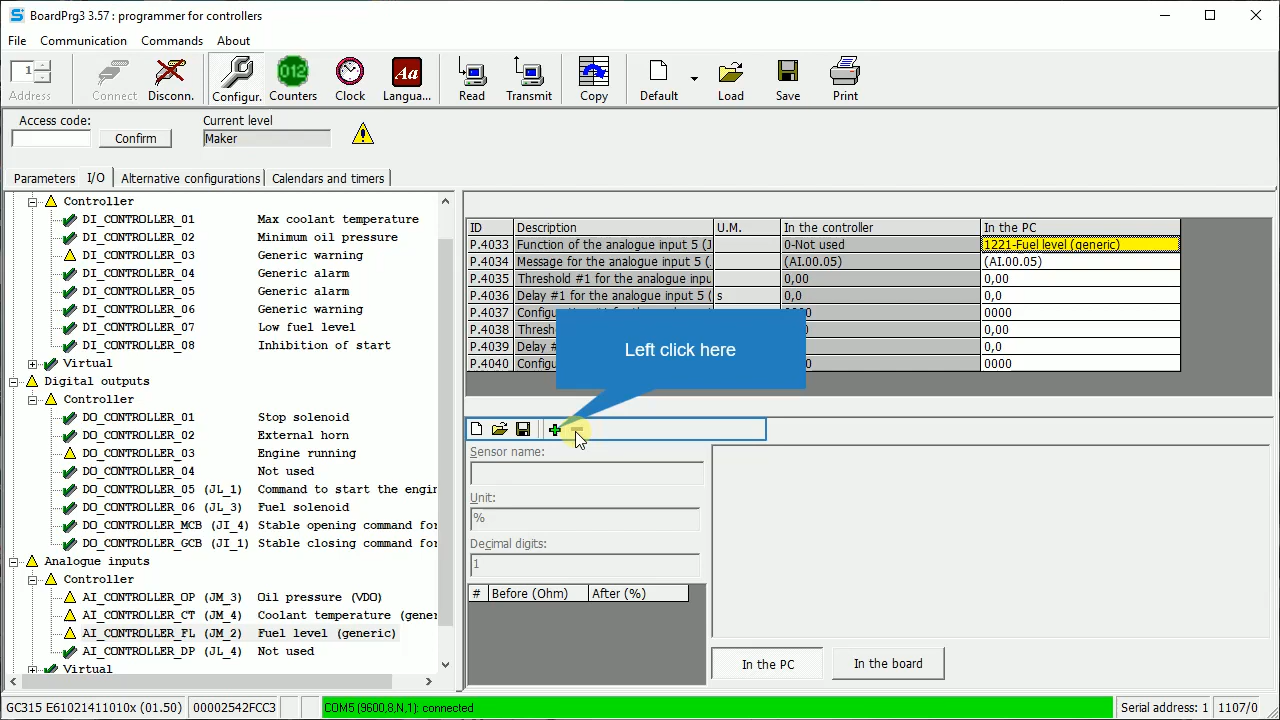 BoardPrg3 3.57 : programmer for controllers
File Communication Commands About
1 Address Connect Disconn. Configur. 012 Counters Clock Aa Langua... Read Transmit Copy Default Load Save Print
Access code: Current level
Confirm Maker
Parameters I/O Alternative configurations Calendars and timers
Controller
DI_CONTROLLER_01 Max coolant temperature
DI_CONTROLLER_02 Minimum oil pressure
DI_CONTROLLER_03 Generic warning
DI_CONTROLLER_04 Generic alarm
DI_CONTROLLER_05 Generic alarm
DI_CONTROLLER_06 Generic warning
DI_CONTROLLER_07 Low fuel level
DI_CONTROLLER_08 Inhibition of start
Virtual
Digital outputs
Controller
DO_CONTROLLER_01 Stop solenoid
DO_CONTROLLER_02 External horn
DO_CONTROLLER_03 Engine running
DO_CONTROLLER_04 Not used
DO_CONTROLLER_05 (JL_1) Command to start the engin
DO_CONTROLLER_06 (JL_3) Fuel solenoid
DO_CONTROLLER_MCB (JI_4) Stable opening command for
DO_CONTROLLER_GCB (JI_1) Stable closing command for
Analogue inputs
Controller
AI_CONTROLLER_OP (JM_3) Oil pressure (VDO)
AI_CONTROLLER_CT (JM_4) Coolant temperature (gener
AI_CONTROLLER_FL (JM_2) Fuel level (generic)
AI_CONTROLLER_DP (JL_4) Not used
Virtual
ID Description U.M. In the controller In the PC
P.4033 Function of the analogue input 5 (J 0-Not used 1221-Fuel level (generic)
P.4034 Message for the analogue input 5 (. (AI.00.05) (AI.00.05)
P.4035 Threshold #1 for the analogue inpu 0,00 0,00
P.4036 Delay #1 for the analogue input 5 ( s 0,0 0,0
P.4037 0000
P.4038 Thresh 0,00
P.4039 Delay # 0,0
P.4040 Configu 0000
Left click here
Sensor name:
Unit:
%
Decimal digits:
1
# Before (Ohm) After (%)
In the PC In the board
GC315 E61021411010x (01.50) 00002542FCC3 COM5 (9600,8,N,1): connected Serial address: 1 1107/0